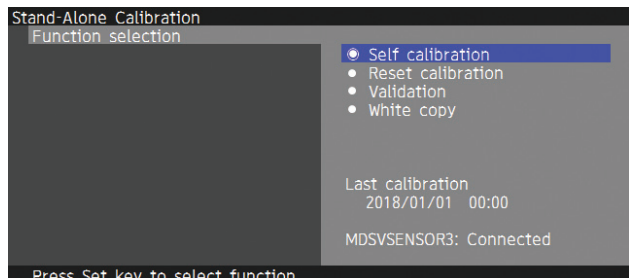 Stand-Alone Calibration
Function selection
Self calibration
Reset calibration
Validation
White copy
Last calibration
2018/01/01 00:00
MDSVSENSOR3: Connected
Press Set key to select function